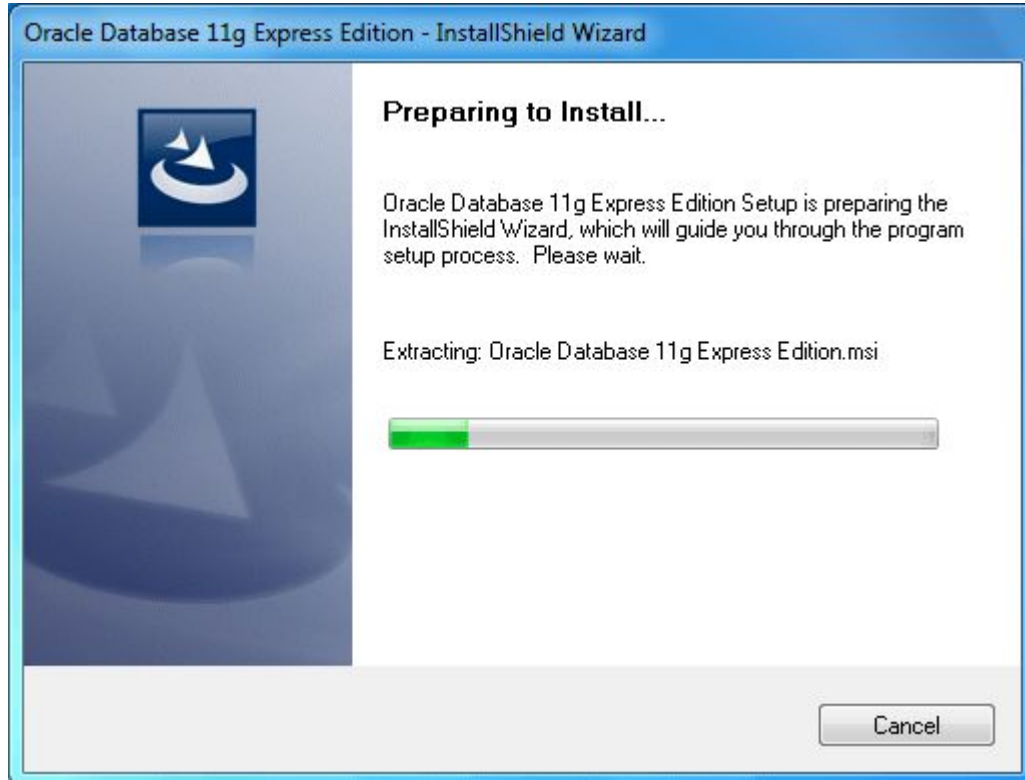 Oracle Database 11g Express Edition - InstallShield Wizard
Preparing to Install...
Oracle Database 11g Express Edition Setup is preparing the
InstallShield Wizard, which will guide you through the program
setup process.  Please wait.
Extracting: Oracle Database 11g Express Edition.msi
Cancel